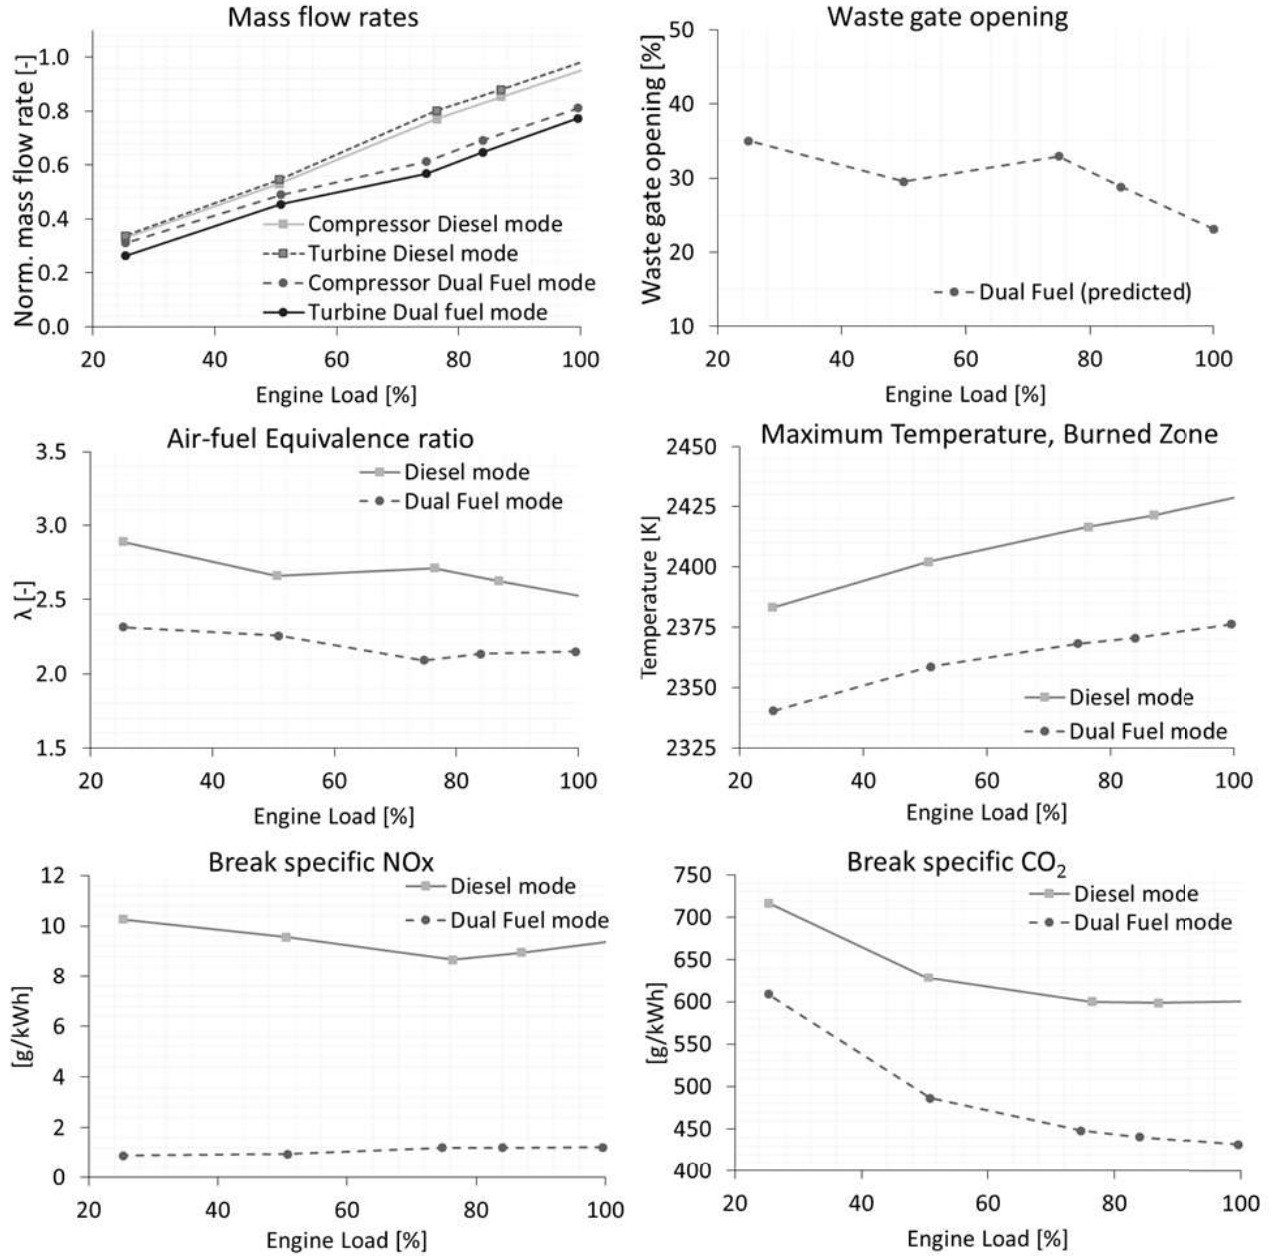 Mass flow rates
Norm. mass flow rate [-]
1.0
0.8
0.6
0.4
0.2
0.0
Compressor Diesel mode
Turbine Diesel mode
Compressor Dual Fuel mode
Turbine Dual fuel mode
20 40 60 80 100
Engine Load [%]
Waste gate opening
Waste gate opening [%]
50
40
30
20
10
Dual Fuel (predicted)
20 40 60 80 100
Engine Load [%]
Air-fuel Equivalence ratio
λ [-]
3.5
3.0
2.5
2.0
1.5
Diesel mode
Dual Fuel mode
20 40 60 80 100
Engine Load [%]
Maximum Temperature, Burned Zone
Temperature [K]
2450
2425
2400
2375
2350
2325
Diesel mode
Dual Fuel mode
20 40 60 80 100
Engine Load [%]
Break specific NOx
[g/kWh]
12
10
8
6
4
2
0
Diesel mode
Dual Fuel mode
20 40 60 80 100
Engine Load [%]
Break specific CO₂
[g/kWh]
750
700
650
600
550
500
450
400
Diesel mode
Dual Fuel mode
20 40 60 80 100
Engine Load [%]